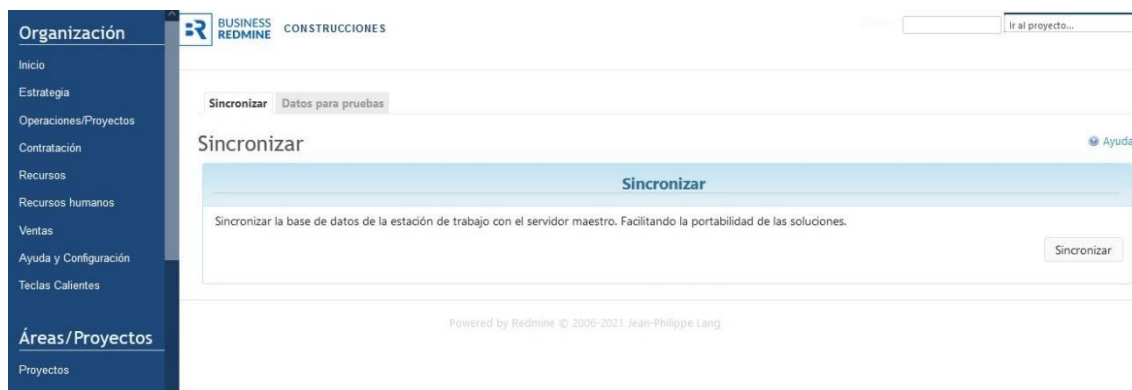 Organización
Inicio
Estrategia
Operaciones/Proyectos
Contratación
Recursos
Recursos humanos
Ventas
Ayuda y Configuración
Teclas Calientes
Áreas/Proyectos
Proyectos
BUSINESS
REDMINE
CONSTRUCCIONES
Ir al proyecto...
Sincronizar Datos para pruebas
Sincronizar
Ayuda
Sincronizar
Sincronizar la base de datos de la estación de trabajo con el servidor maestro. Facilitando la portabilidad de las soluciones.
Sincronizar
Powered by Redmine © 2006-2021 Jean-Philippe Lang